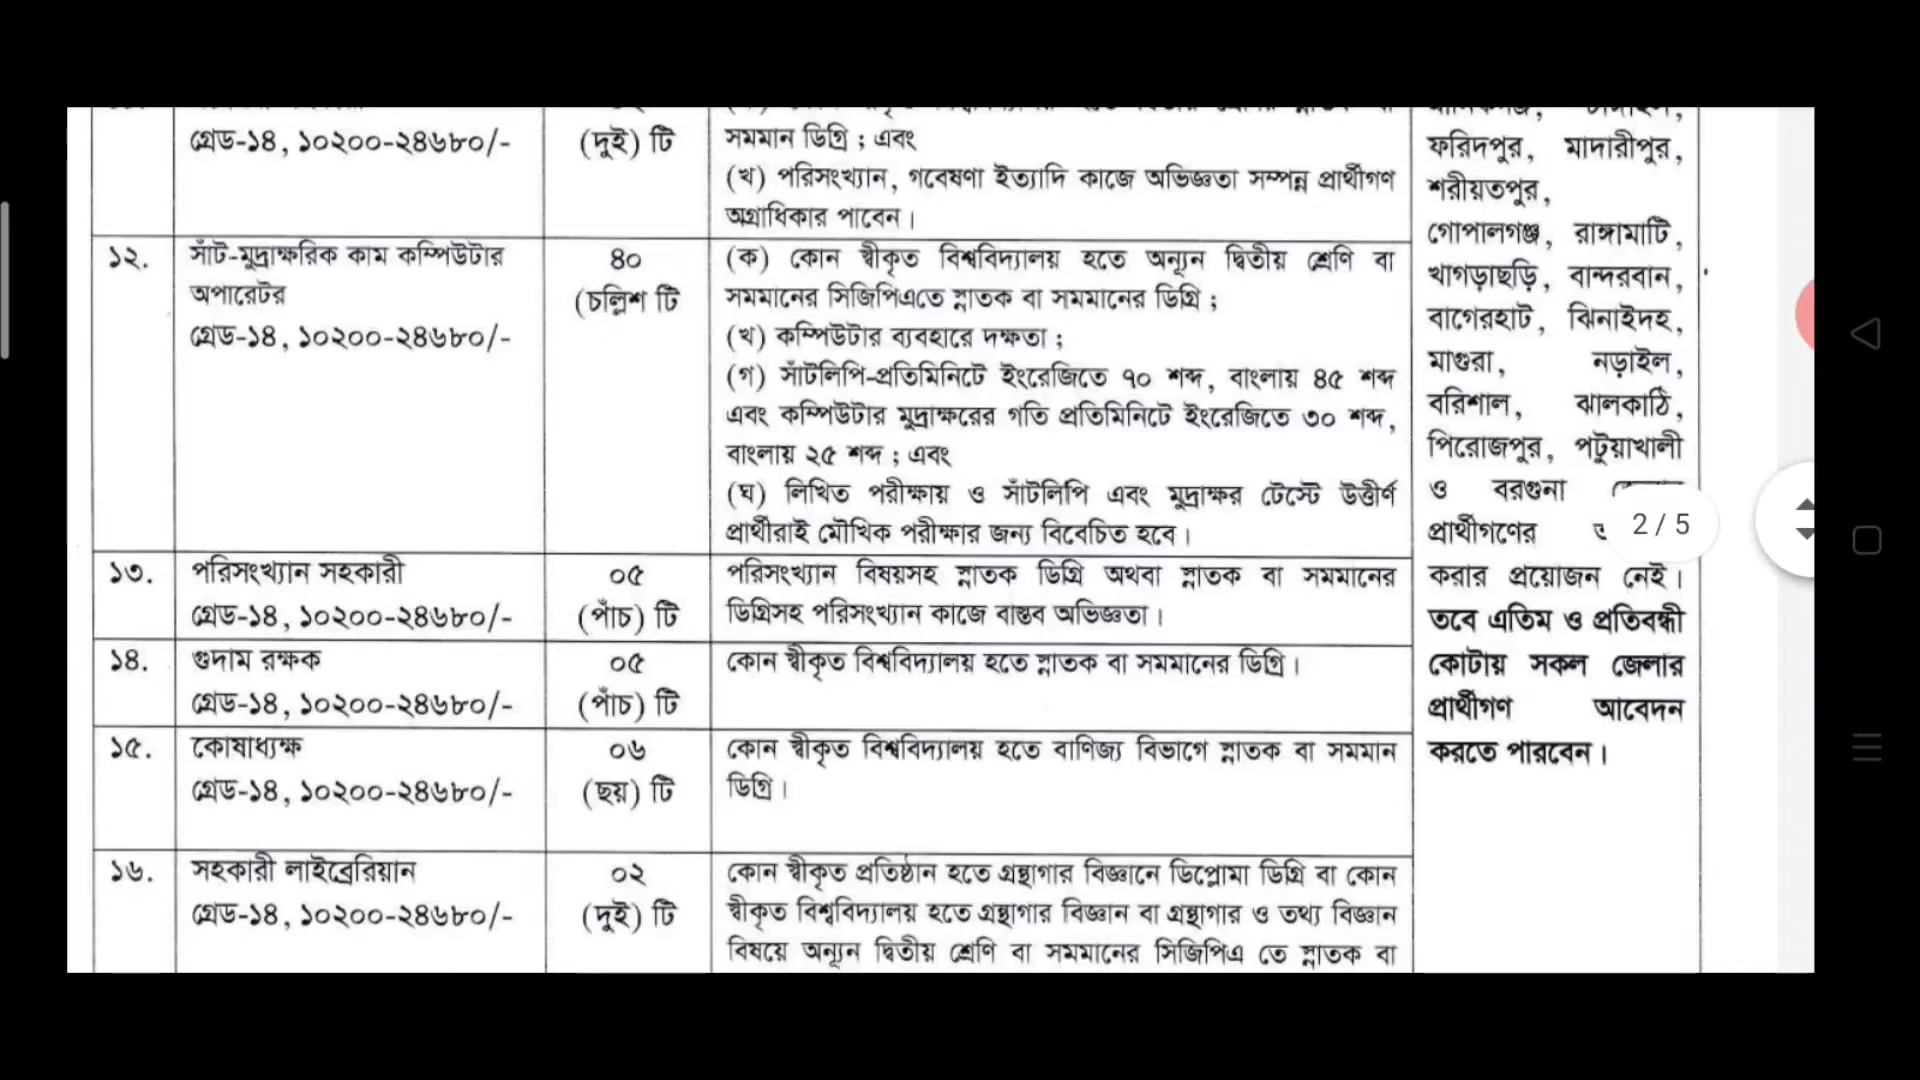 গ্রেড-১৪, ১০২০০-২৪৬৮০/-
(দুই) টি
সমমান ডিগ্রি ; এবং
(খ) পরিসংখ্যান, গবেষণা ইত্যাদি কাজে অভিজ্ঞতা সম্পন্ন প্রার্থীগণ
অগ্রাধিকার পাবেন।
১২.
সাঁট-মুদ্রাক্ষরিক কাম কম্পিউটার
অপারেটর
গ্রেড-১৪, ১০২০০-২৪৬৮০/-
৪০
(চল্লিশ টি
(ক) কোন স্বীকৃত বিশ্ববিদ্যালয় হতে অন্যূন দ্বিতীয় শ্রেণি বা
সমমানের সিজিপিএতে স্নাতক বা সমমানের ডিগ্রি ;
(খ) কম্পিউটার ব্যবহারে দক্ষতা ;
(গ) সাঁটলিপি-প্রতিমিনিটে ইংরেজিতে ৭০ শব্দ, বাংলায় ৪৫ শব্দ
এবং কম্পিউটার মুদ্রাক্ষরের গতি প্রতিমিনিটে ইংরেজিতে ৩০ শব্দ,
বাংলায় ২৫ শব্দ ; এবং
(ঘ) লিখিত পরীক্ষায় ও সাঁটলিপি এবং মুদ্রাক্ষর টেস্টে উত্তীর্ণ
প্রার্থীরাই মৌখিক পরীক্ষার জন্য বিবেচিত হবে।
১৩.
পরিসংখ্যান সহকারী
গ্রেড-১৪, ১০২০০-২৪৬৮০/-
০৫
(পাঁচ) টি
পরিসংখ্যান বিষয়সহ স্নাতক ডিগ্রি অথবা স্নাতক বা সমমানের
ডিগ্রিসহ পরিসংখ্যান কাজে বাস্তব অভিজ্ঞতা।
১৪.
গুদাম রক্ষক
গ্রেড-১৪, ১০২০০-২৪৬৮০/-
০৫
(পাঁচ) টি
কোন স্বীকৃত বিশ্ববিদ্যালয় হতে স্নাতক বা সমমানের ডিগ্রি।
১৫.
কোষাধ্যক্ষ
গ্রেড-১৪, ১০২০০-২৪৬৮০/-
০৬
(ছয়) টি
কোন স্বীকৃত বিশ্ববিদ্যালয় হতে বাণিজ্য বিভাগে স্নাতক বা সমমান
ডিগ্রি।
১৬.
সহকারী লাইব্রেরিয়ান
গ্রেড-১৪, ১০২০০-২৪৬৮০/-
০২
(দুই) টি
কোন স্বীকৃত প্রতিষ্ঠান হতে গ্রন্থাগার বিজ্ঞানে ডিপ্লোমা ডিগ্রি বা কোন
স্বীকৃত বিশ্ববিদ্যালয় হতে গ্রন্থাগার বিজ্ঞান বা গ্রন্থাগার ও তথ্য বিজ্ঞান
বিষয়ে অন্যূন দ্বিতীয় শ্রেণি বা সমমানের সিজিপিএ তে স্নাতক বা
ফরিদপুর, মাদারীপুর,
শরীয়তপুর,
গোপালগঞ্জ, রাঙ্গামাটি,
খাগড়াছড়ি, বান্দরবান,
বাগেরহাট, ঝিনাইদহ,
মাগুরা, নড়াইল,
বরিশাল, ঝালকাঠি,
পিরোজপুর, পটুয়াখালী
ও বরগুনা
প্রার্থীগণের
করার প্রয়োজন নেই।
তবে এতিম ও প্রতিবন্ধী
কোটায় সকল জেলার
প্রার্থীগণ আবেদন
করতে পারবেন।
2 / 5